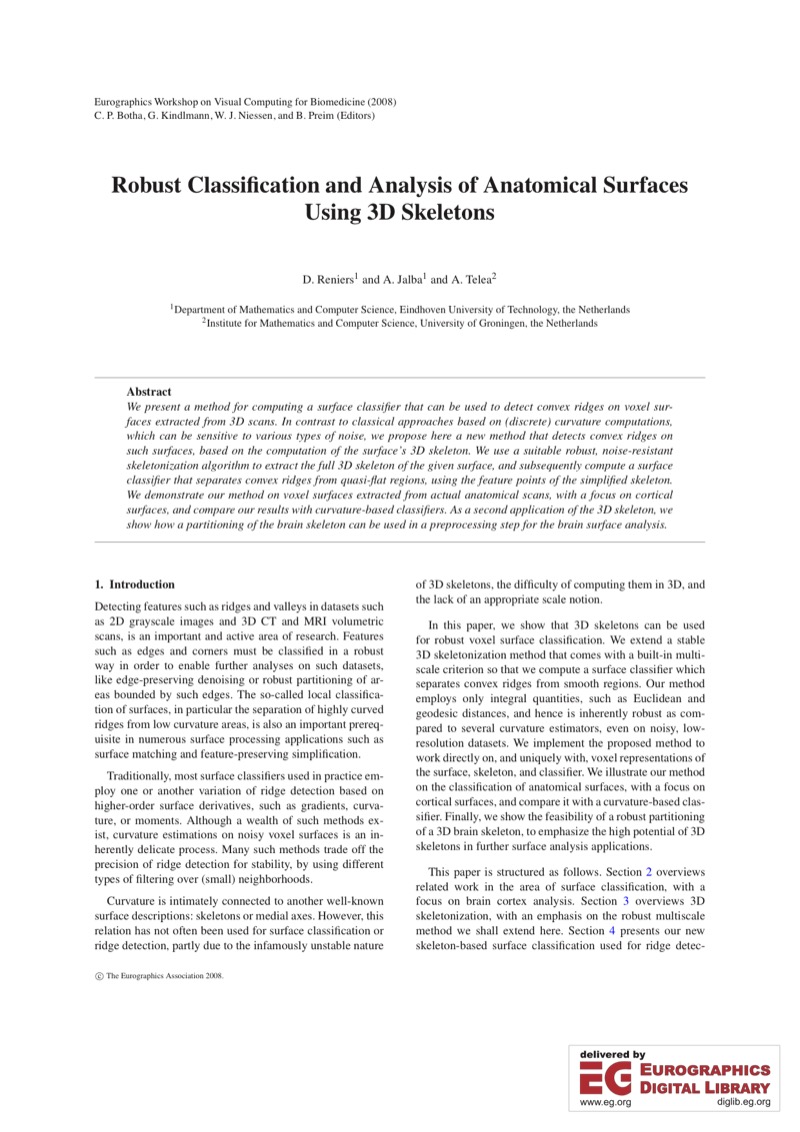 Eurographics Workshop on Visual Computing for Biomedicine (2008)
C. P. Botha, G. Kindlmann, W. J. Niessen, and B. Preim (Editors)
Robust Classification and Analysis of Anatomical Surfaces
Using 3D Skeletons
D. Reniers1 and A. Jalba1 and A. Telea2
1Department of Mathematics and Computer Science, Eindhoven University of Technology, the Netherlands
2Institute for Mathematics and Computer Science, University of Groningen, the Netherlands
Abstract
We present a method for computing a surface classifier that can be used to detect convex ridges on voxel sur-
faces extracted from 3D scans. In contrast to classical approaches based on (discrete) curvature computations,
which can be sensitive to various types of noise, we propose here a new method that detects convex ridges on
such surfaces, based on the computation of the surface's 3D skeleton. We use a suitable robust, noise-resistant
skeletonization algorithm to extract the full 3D skeleton of the given surface, and subsequently compute a surface
classifier that separates convex ridges from quasi-flat regions, using the feature points of the simplified skeleton.
We demonstrate our method on voxel surfaces extracted from actual anatomical scans, with a focus on cortical
surfaces, and compare our results with curvature-based classifiers. As a second application of the 3D skeleton, we
show how a partitioning of the brain skeleton can be used in a preprocessing step for the brain surface analysis.
1. Introduction
Detecting features such as ridges and valleys in datasets such
as 2D grayscale images and 3D CT and MRI volumetric
scans, is an important and active area of research. Features
such as edges and corners must be classified in a robust
way in order to enable further analyses on such datasets,
like edge-preserving denoising or robust partitioning of ar-
eas bounded by such edges. The so-called local classifica-
tion of surfaces, in particular the separation of highly curved
ridges from low curvature areas, is also an important prereq-
uisite in numerous surface processing applications such as
surface matching and feature-preserving simplification.
Traditionally, most surface classifiers used in practice em-
ploy one or another variation of ridge detection based on
higher-order surface derivatives, such as gradients, curva-
ture, or moments. Although a wealth of such methods ex-
ist, curvature estimations on noisy voxel surfaces is an in-
herently delicate process. Many such methods trade off the
precision of ridge detection for stability, by using different
types of filtering over (small) neighborhoods.
Curvature is intimately connected to another well-known
surface descriptions: skeletons or medial axes. However, this
relation has not often been used for surface classification or
ridge detection, partly due to the infamously unstable nature
of 3D skeletons, the difficulty of computing them in 3D, and
the lack of an appropriate scale notion.
In this paper, we show that 3D skeletons can be used
for robust voxel surface classification. We extend a stable
3D skeletonization method that comes with a built-in multi-
scale criterion so that we compute a surface classifier which
separates convex ridges from smooth regions. Our method
employs only integral quantities, such as Euclidean and
geodesic distances, and hence is inherently robust as com-
pared to several curvature estimators, even on noisy, low-
resolution datasets. We implement the proposed method to
work directly on, and uniquely with, voxel representations of
the surface, skeleton, and classifier. We illustrate our method
on the classification of anatomical surfaces, with a focus on
cortical surfaces, and compare it with a curvature-based clas-
sifier. Finally, we show the feasibility of a robust partitioning
of a 3D brain skeleton, to emphasize the high potential of 3D
skeletons in further surface analysis applications.
This paper is structured as follows. Section 2 overviews
related work in the area of surface classification, with a
focus on brain cortex analysis. Section 3 overviews 3D
skeletonization, with an emphasis on the robust multiscale
method we shall extend here. Section 4 presents our new
skeleton-based surface classification used for ridge detec-
© The Eurographics Association 2008.
delivered by
EG EUROGRAPHICS
DIGITAL LIBRARY
www.eg.org diglib.eg.org